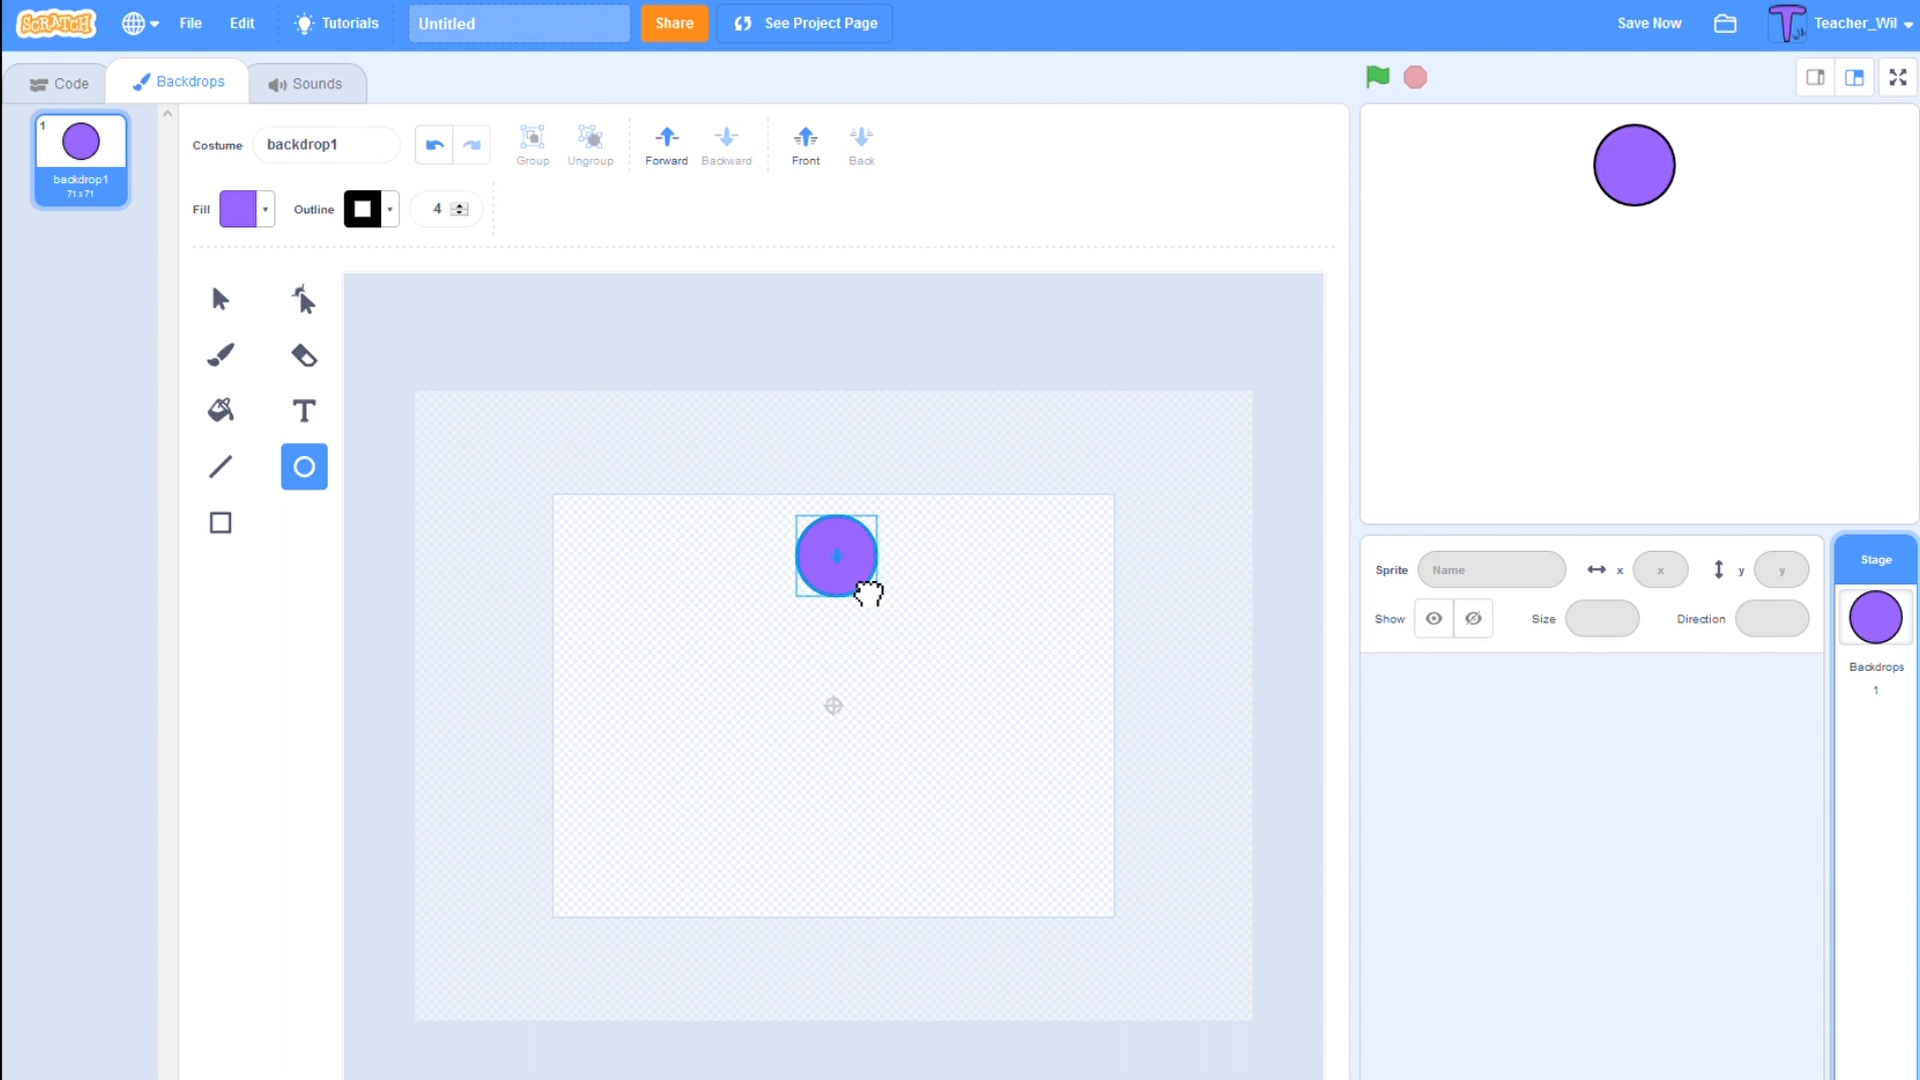 SCRATCH File Edit Tutorials Untitled Share See Project Page Save Now Teacher_Wil
Code Backdrops Sounds
1
backdrop1
71 x 71
Costume backdrop1 Group Ungroup Forward Backward Front Back
Fill Outline 4
T
Sprite Name x x y y
Show Size Direction
Stage
Backdrops
1